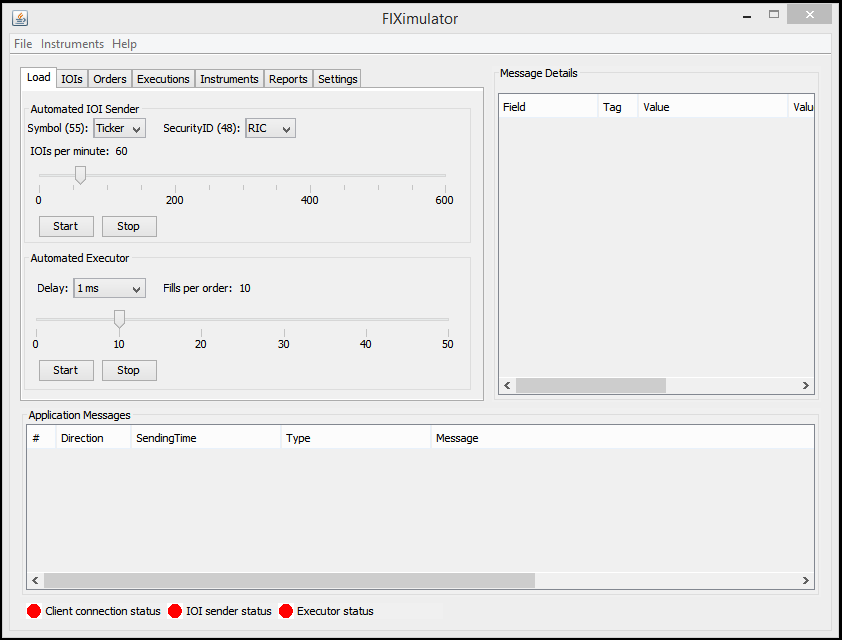 FIXimulator
File Instruments Help
Load IOIs Orders Executions Instruments Reports Settings
Automated IOI Sender
Symbol (55): Ticker SecurityID (48): RIC
IOIs per minute: 60
0 200 400 600
Start Stop
Automated Executor
Delay: 1 ms Fills per order: 10
0 10 20 30 40 50
Start Stop
Message Details
Field Tag Value Valu
Application Messages
# Direction SendingTime Type Message
Client connection status IOI sender status Executor status